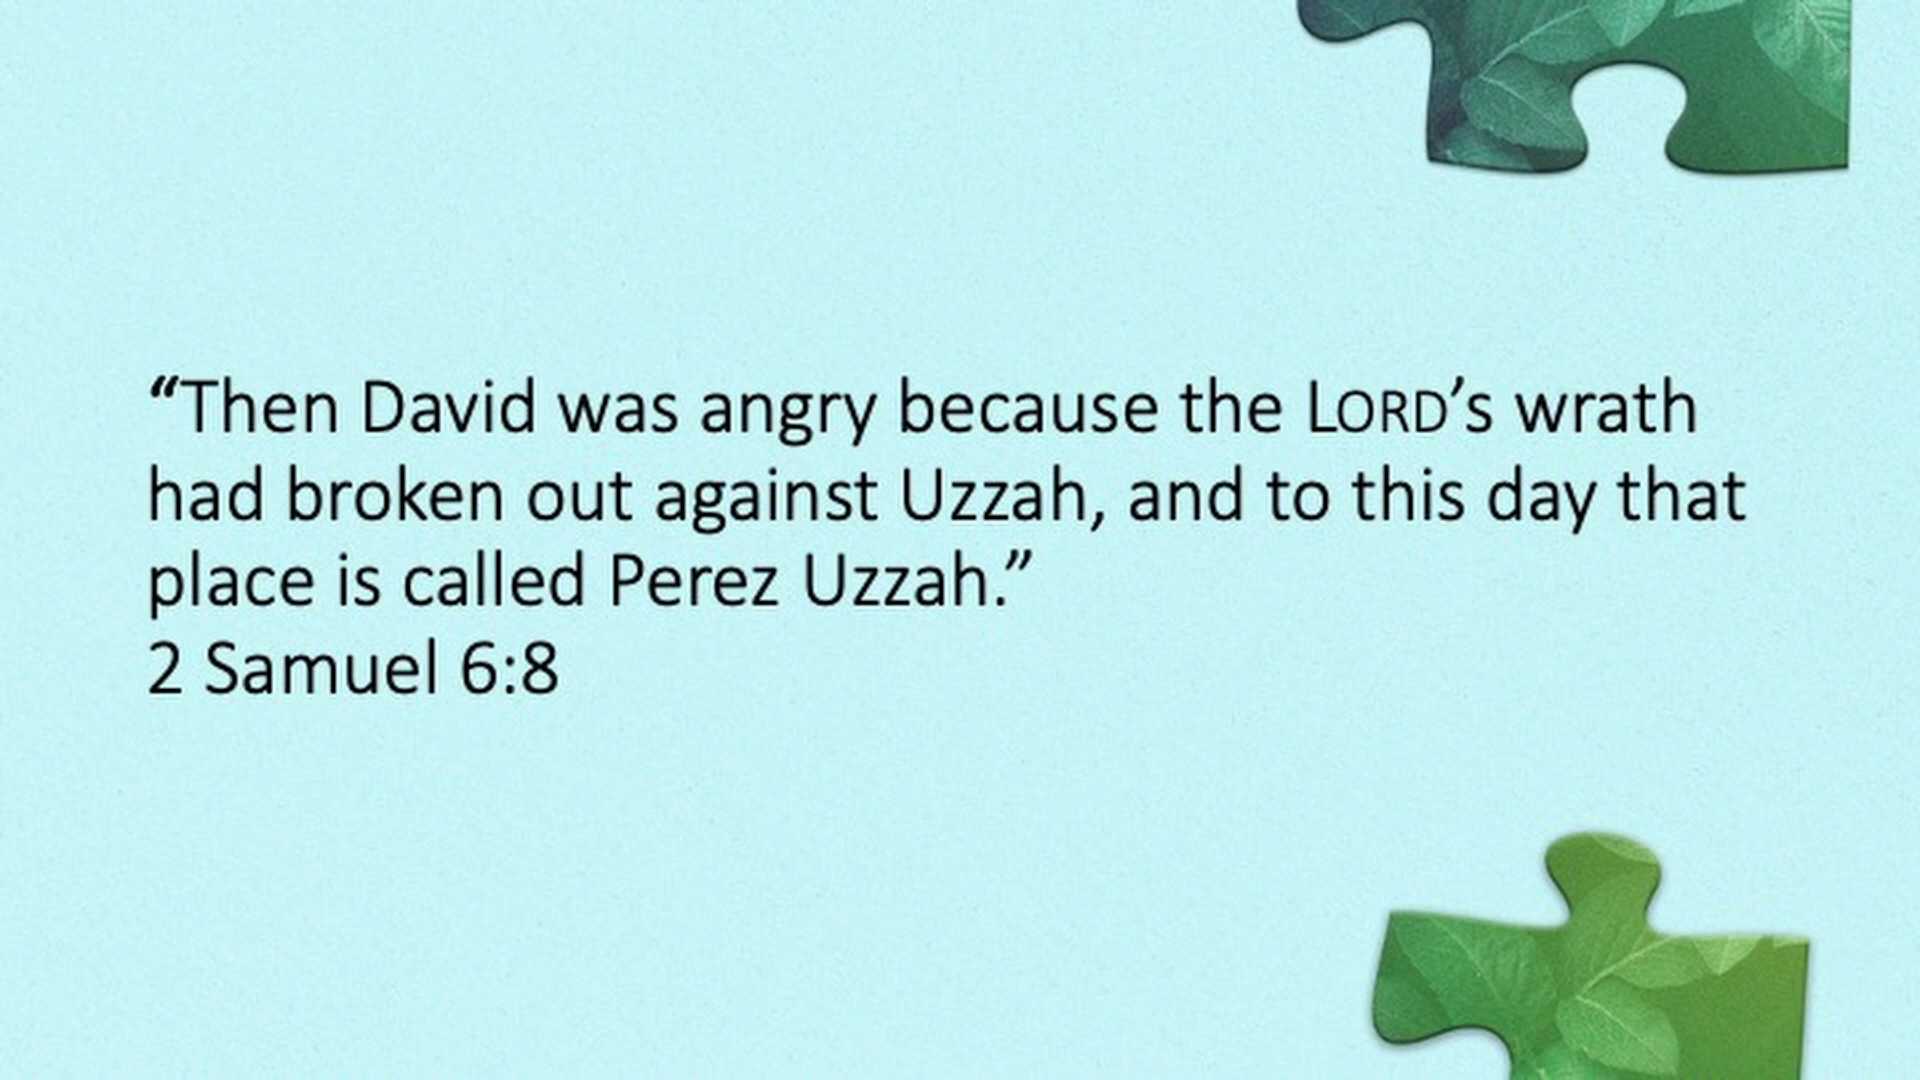 “Then David was angry because the LORD’s wrath
had broken out against Uzzah, and to this day that
place is called Perez Uzzah.”
2 Samuel 6:8